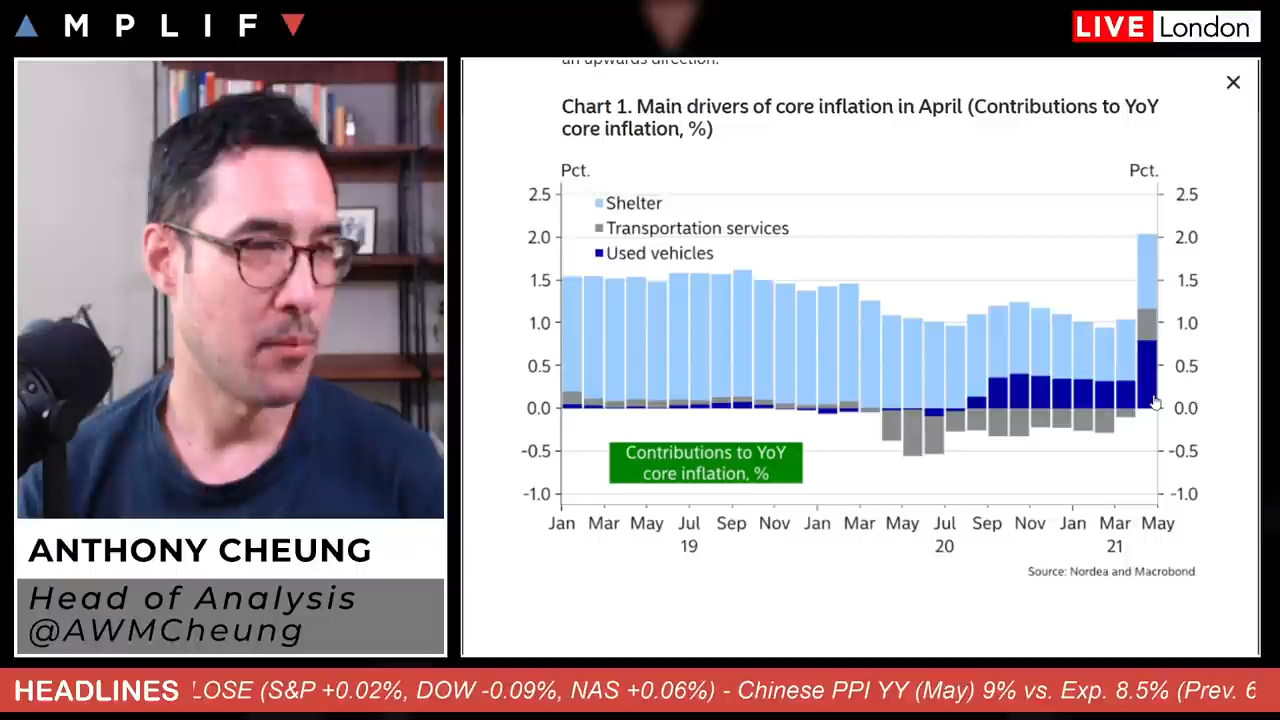 AMPLIFY
LIVE London
an upwards direction.
×
Chart 1. Main drivers of core inflation in April (Contributions to YoY
core inflation, %)
Pct. Pct.
Shelter
Transportation services
Used vehicles
2.5 2.5
2.0 2.0
1.5 1.5
1.0 1.0
0.5 0.5
0.0 0.0
-0.5 -0.5
-1.0 -1.0
Contributions to YoY
core inflation, %
Jan Mar May Jul Sep Nov Jan Mar May Jul Sep Nov Jan Mar May
19 20 21
Source: Nordea and Macrobond
ANTHONY CHEUNG
Head of Analysis
@AWMCheung
HEADLINES LOSE (S&P +0.02%, DOW -0.09%, NAS +0.06%) - Chinese PPI YY (May) 9% vs. Exp. 8.5% (Prev. 6